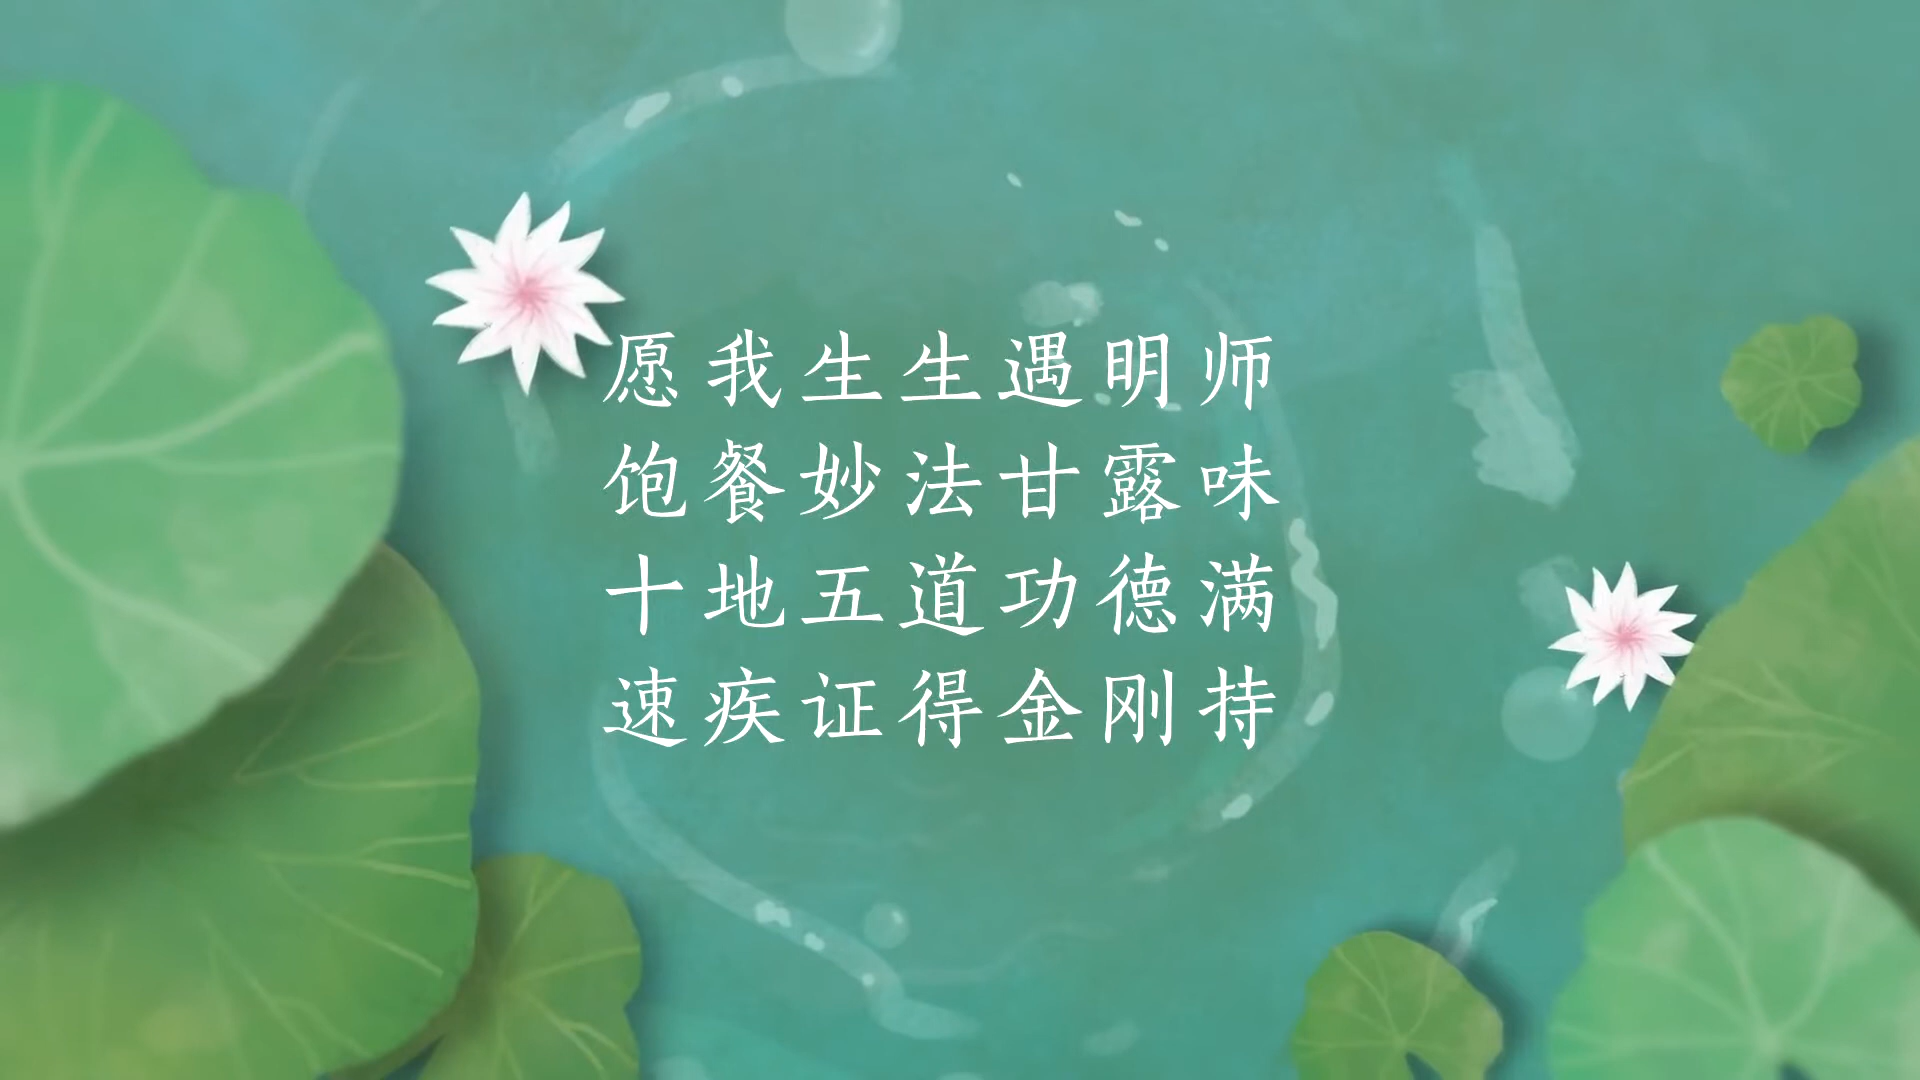 愿我生生遇明师
饱餐妙法甘露味
十地五道功德满
速疾证得金刚持